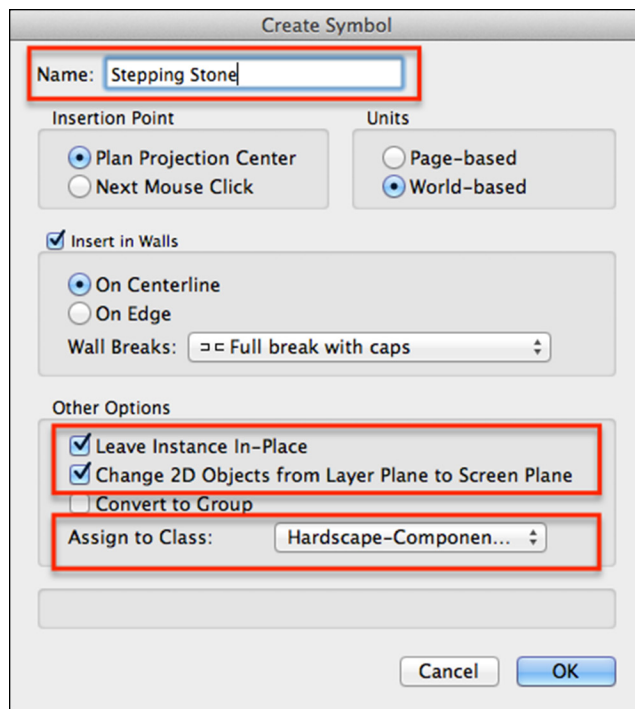 Create Symbol
Name: Stepping Stone
Insertion Point
Units
Plan Projection Center
Next Mouse Click
Page-based
World-based
Insert in Walls
On Centerline
On Edge
Wall Breaks: Full break with caps
Other Options
Leave Instance In-Place
Change 2D Objects from Layer Plane to Screen Plane
Convert to Group
Assign to Class: Hardscape-Componen...
Cancel OK